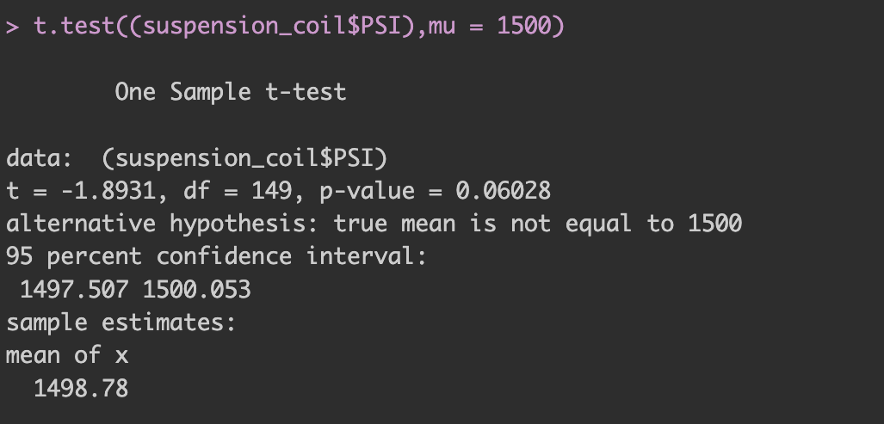 > t.test((suspension_coil$PSI),mu = 1500)
One Sample t-test
data:  (suspension_coil$PSI)
t = -1.8931, df = 149, p-value = 0.06028
alternative hypothesis: true mean is not equal to 1500
95 percent confidence interval:
1497.507 1500.053
sample estimates:
mean of x
1498.78